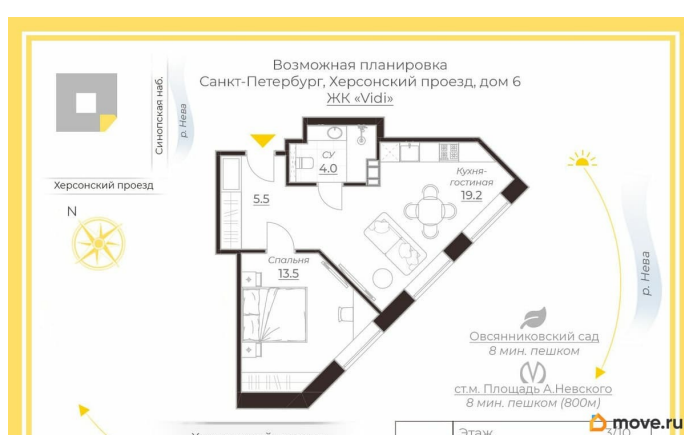 Возможная планировка
Санкт-Петербург, Херсонский проезд, дом 6
ЖК «Vidi»
Синопская наб.
р. Нева
Херсонский проезд
N
СУ
4.0
5.5
Кухня-
гостиная
19.2
Спальня
13.5
р. Нева
Овсянниковский сад
8 мин. пешком
ст.м. Площадь А.Невского
8 мин. пешком (800м)
Этаж
3/10
move.ru